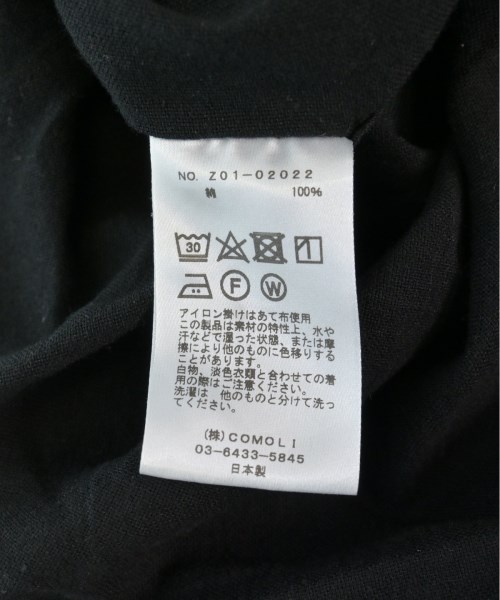 NO. Z01-02022
綿 100%
30
F W
アイロン掛けはあて布使用
この製品は素材の特性上、水や
汗などで湿った状態、または摩
擦により他のものに色移りする
ことがあります。
白物、淡色衣類と合わせての着
用の際はご注意ください。
洗濯は 他のものと分けて洗っ
てください。
(株)COMOLI
03-6433-5845
日本製